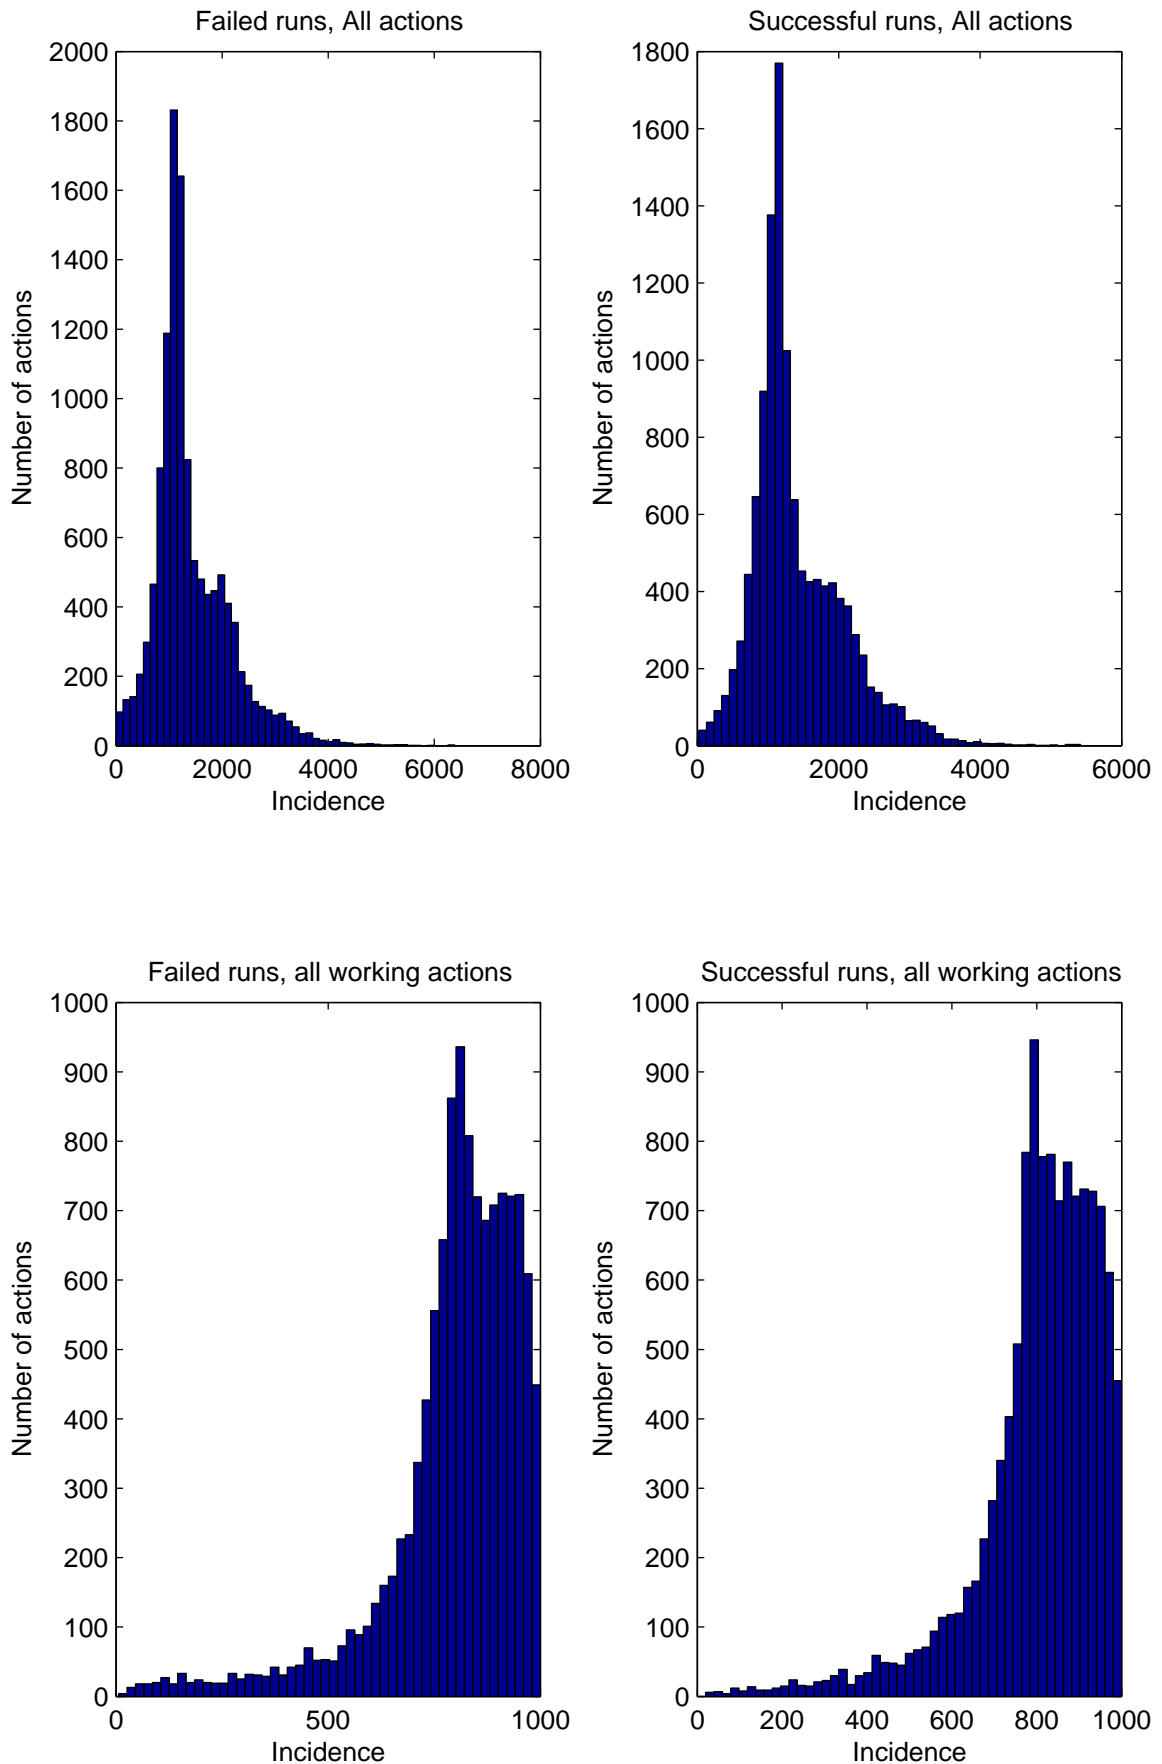 Failed runs, All actions
2000
1800
1600
1400
1200
1000
800
600
400
200
0
Number of actions
0 2000 4000 6000 8000
Incidence
Successful runs, All actions
1800
1600
1400
1200
1000
800
600
400
200
0
Number of actions
0 2000 4000 6000
Incidence
Failed runs, all working actions
1000
900
800
700
600
500
400
300
200
100
0
Number of actions
0 500 1000
Incidence
Successful runs, all working actions
1000
900
800
700
600
500
400
300
200
100
0
Number of actions
0 200 400 600 800 1000
Incidence